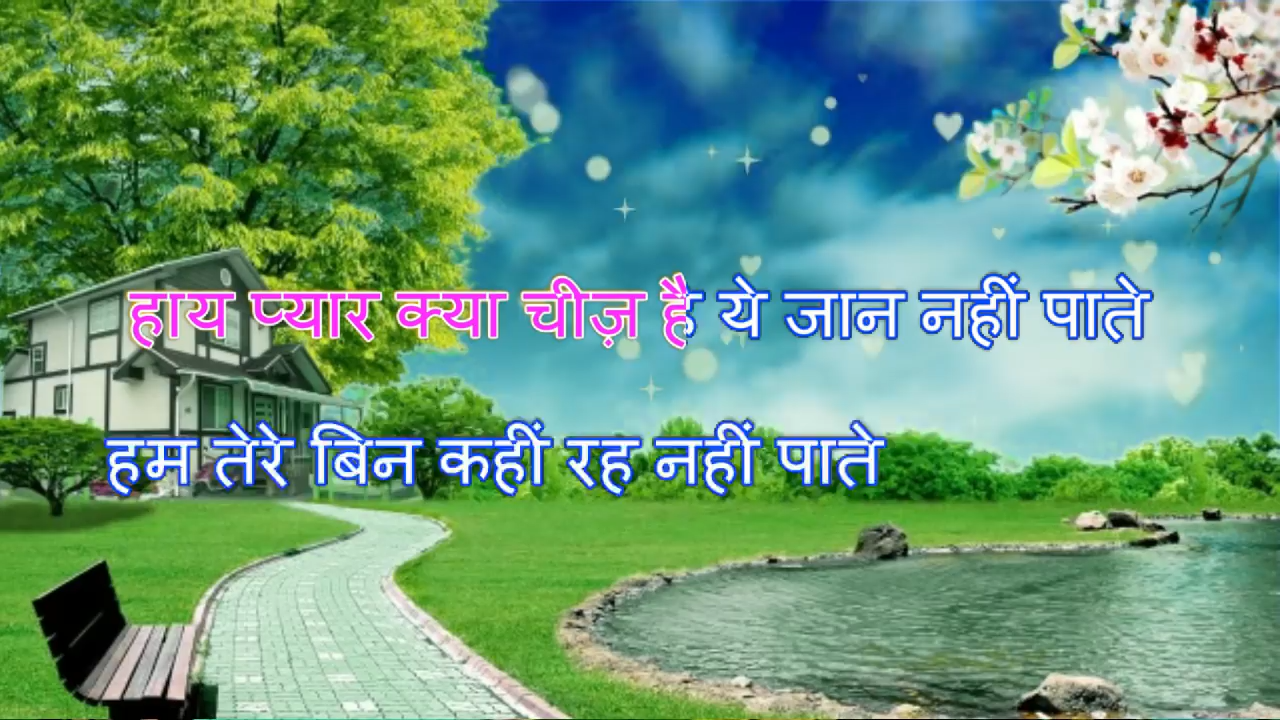 हाय प्यार क्या चीज़ है ये जान नहीं पाते
हम तेरे बिन कहीं रह नहीं पाते